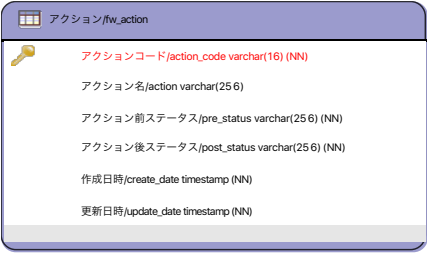 アクション/fw_action
アクションコード/action_code varchar(16) (NN)
アクション名/action varchar(256)
アクション前ステータス/pre_status varchar(256) (NN)
アクション後ステータス/post_status varchar(256) (NN)
作成日時/create_date timestamp (NN)
更新日時/update_date timestamp (NN)